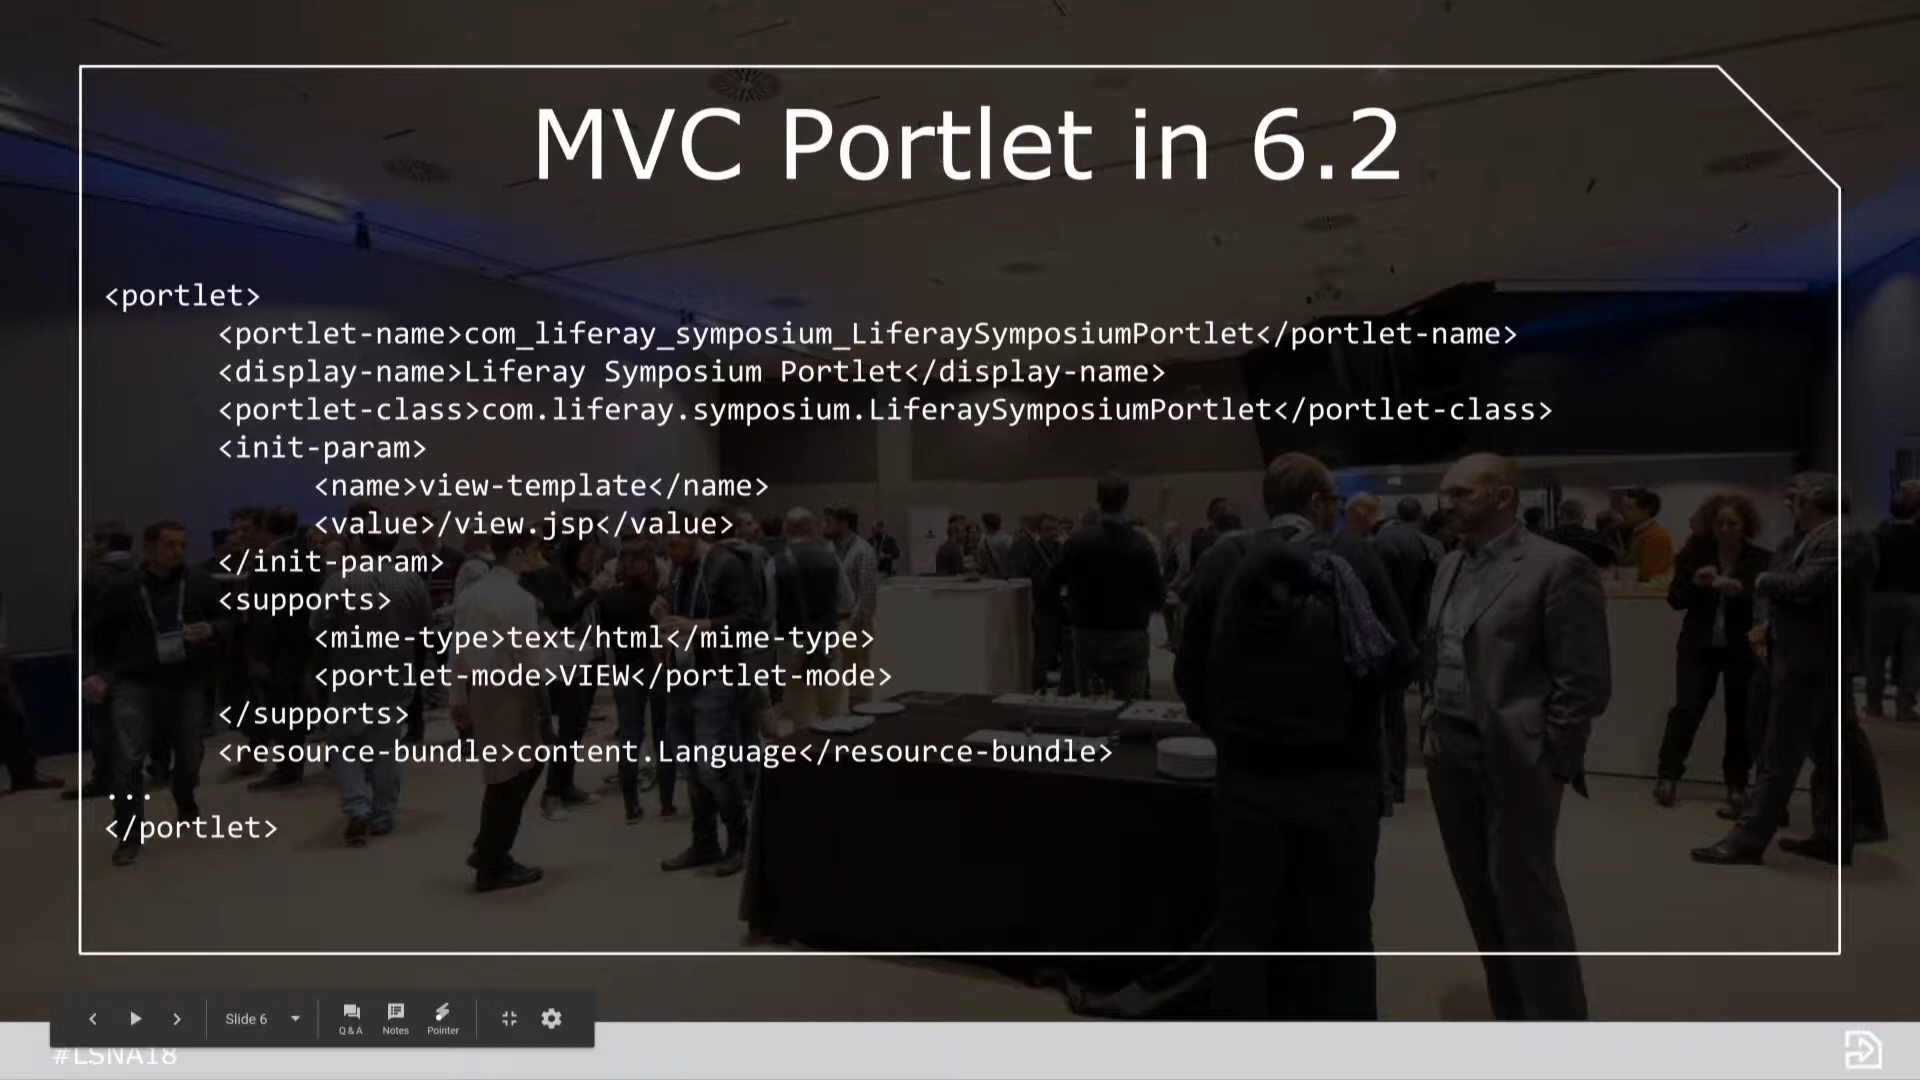 MVC Portlet in 6.2
<portlet>
<portlet-name>com_liferay_symposium_LiferaySymposiumPortlet</portlet-name>
<display-name>Liferay Symposium Portlet</display-name>
<portlet-class>com.liferay.symposium.LiferaySymposiumPortlet</portlet-class>
<init-param>
<name>view-template</name>
<value>/view.jsp</value>
</init-param>
<supports>
<mime-type>text/html</mime-type>
<portlet-mode>VIEW</portlet-mode>
</supports>
<resource-bundle>content.Language</resource-bundle>
...
</portlet>
Slide 6
Q & A
Notes
Pointer
#LSNA18